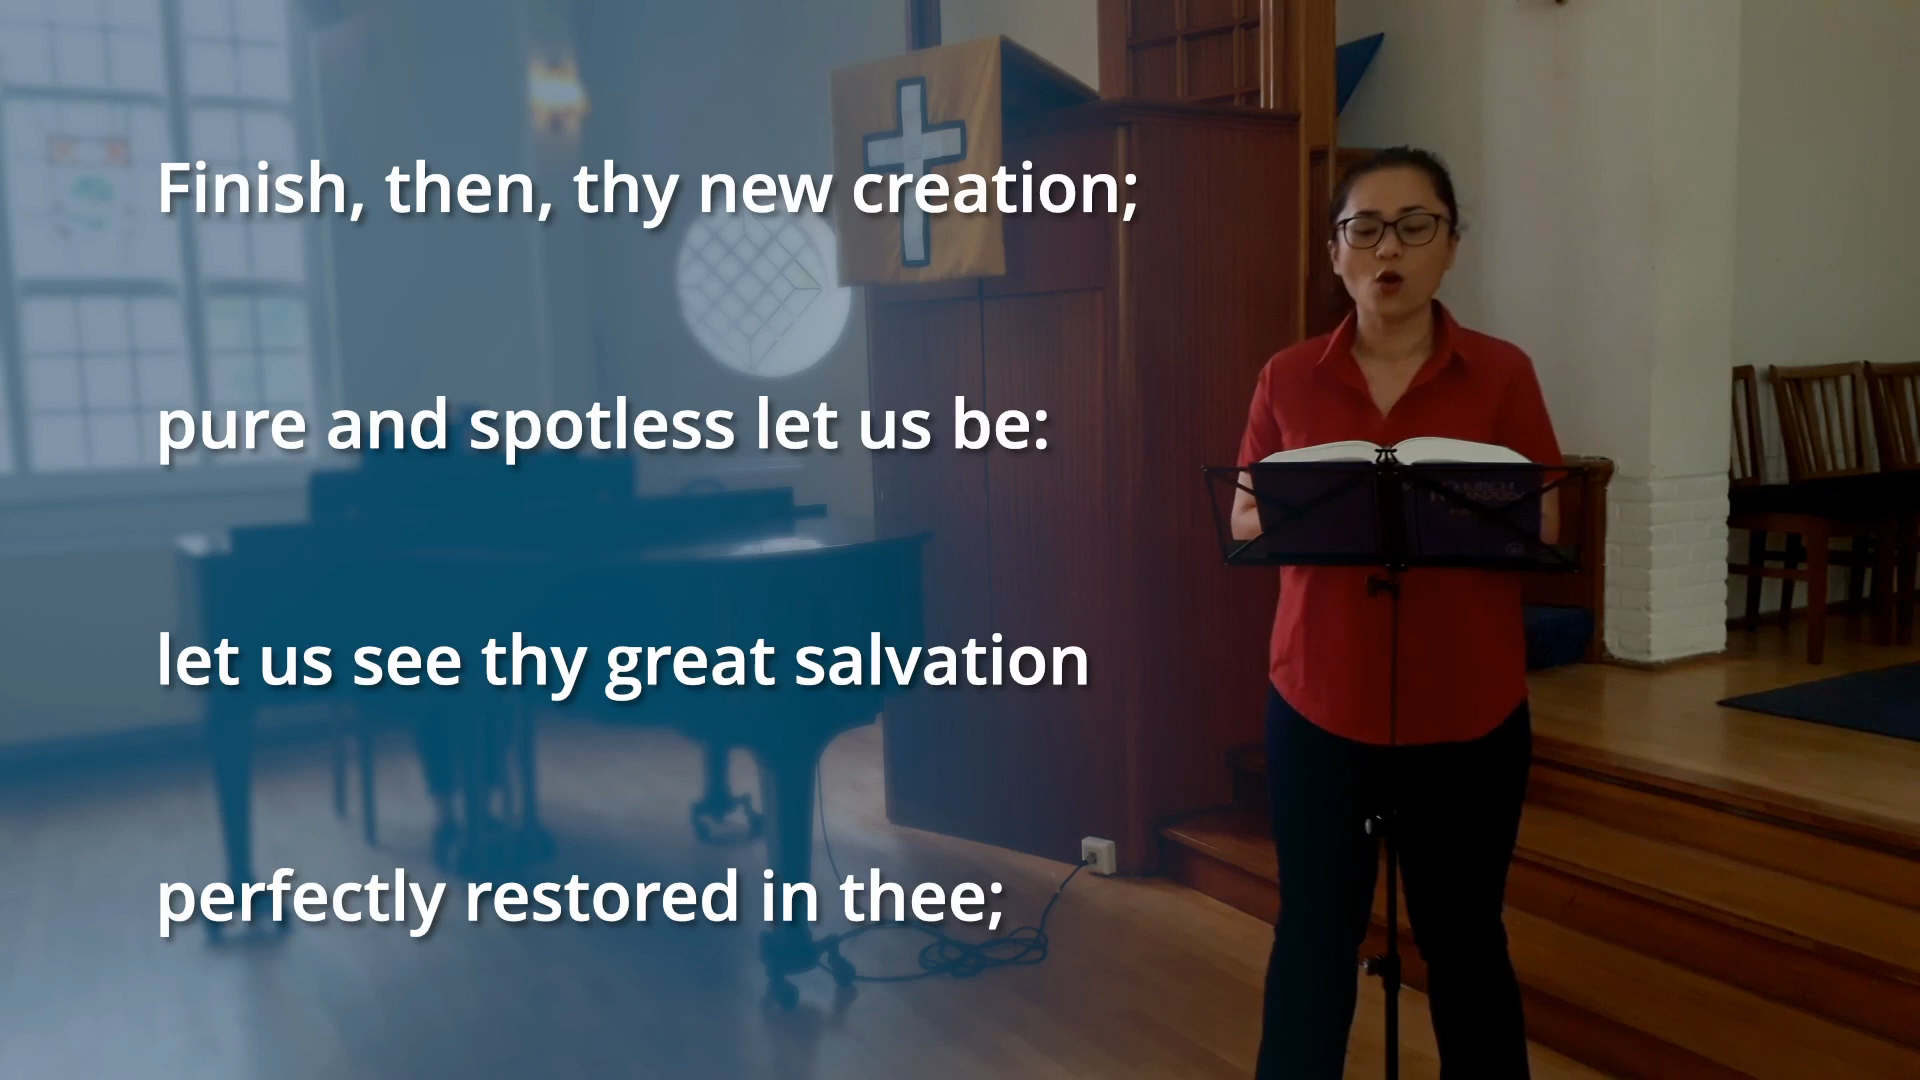 Finish, then, thy new creation;
pure and spotless let us be:
let us see thy great salvation
perfectly restored in thee;
CHURCH